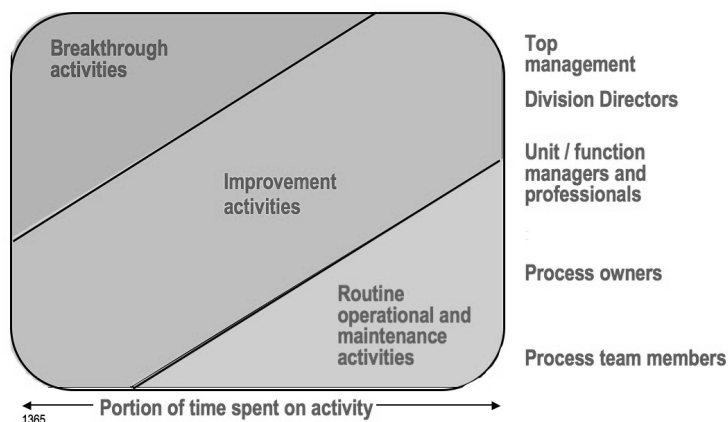 Breakthrough
activities
Improvement
activities
Routine
operational and
maintenance
activities
Top
management
Division Directors
Unit / function
managers and
professionals
Process owners
Process team members
Portion of time spent on activity
1365